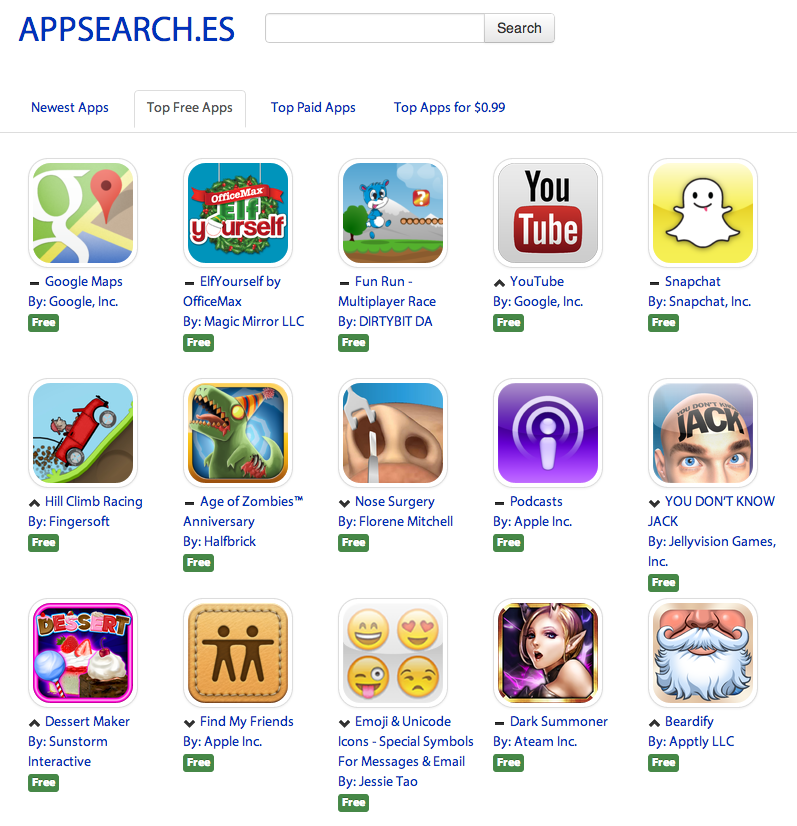 APPSEARCH.ES
Search
Newest Apps
Top Free Apps
Top Paid Apps
Top Apps for $0.99
OfficeMax
Elf
yourself
?
You
Tube
Google Maps
By: Google, Inc.
Free
ElfYourself by
OfficeMax
By: Magic Mirror LLC
Free
Fun Run -
Multiplayer Race
By: DIRTYBIT DA
Free
YouTube
By: Google, Inc.
Free
Snapchat
By: Snapchat, Inc.
Free
YOU DON'T KNOW
JACK
Hill Climb Racing
By: Fingersoft
Free
Age of Zombies™
Anniversary
By: Halfbrick
Free
Nose Surgery
By: Florene Mitchell
Free
Podcasts
By: Apple Inc.
Free
YOU DON'T KNOW
JACK
By: Jellyvision Games,
Inc.
Free
DESSERT
Dessert Maker
By: Sunstorm
Interactive
Free
Find My Friends
By: Apple Inc.
Free
Emoji & Unicode
Icons - Special Symbols
For Messages & Email
By: Jessie Tao
Free
Dark Summoner
By: Ateam Inc.
Free
Beardify
By: Apptly LLC
Free